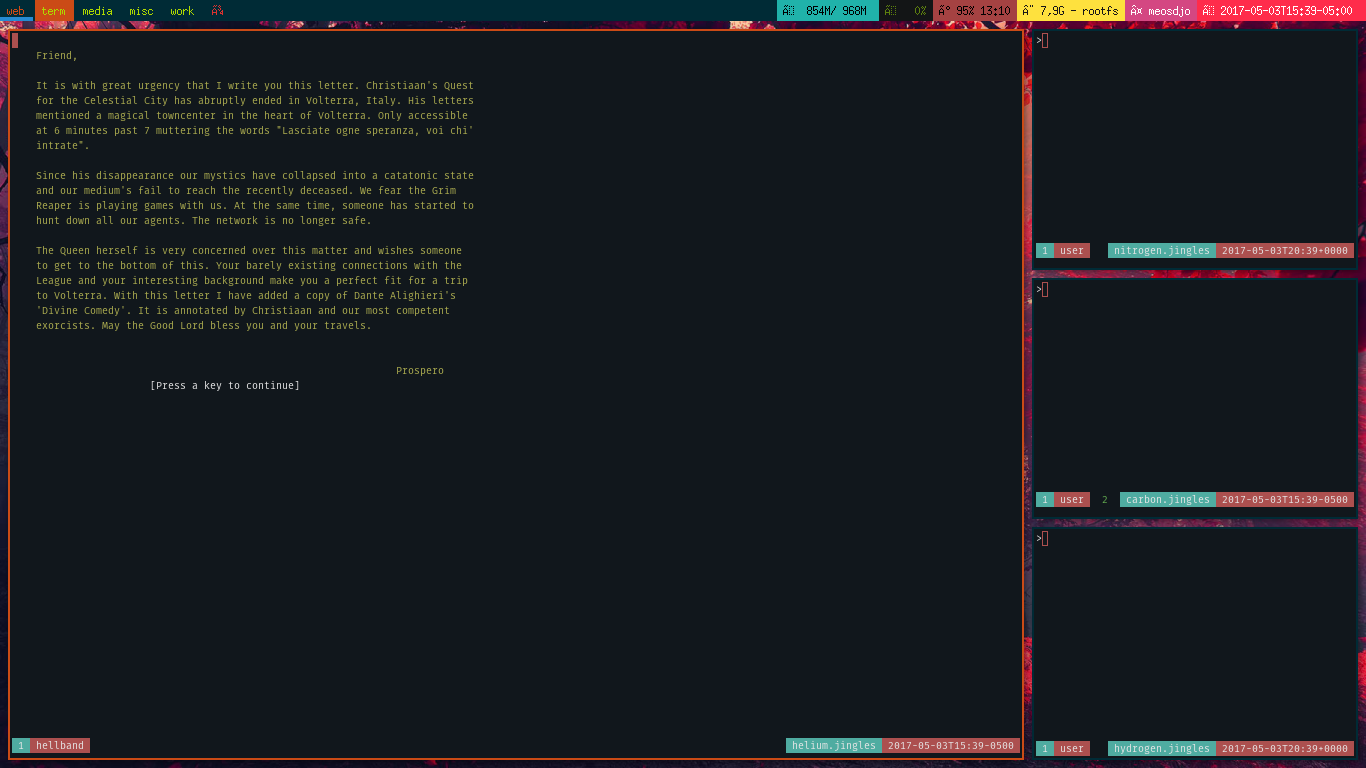 web term media misc work Ä¾
854M/ 968M 0% 95% 13:10 7,9G - rootfs meosdjo 2017-05-03T15:39-05:00
Friend,
It is with great urgency that I write you this letter. Christiaan's Quest
for the Celestial City has abruptly ended in Volterra, Italy. His letters
mentioned a magical towncenter in the heart of Volterra. Only accessible
at 6 minutes past 7 muttering the words "Lasciate ogne speranza, voi chi'
intrate".
Since his disappearance our mystics have collapsed into a catatonic state
and our medium's fail to reach the recently deceased. We fear the Grim
Reaper is playing games with us. At the same time, someone has started to
hunt down all our agents. The network is no longer safe.
The Queen herself is very concerned over this matter and wishes someone
to get to the bottom of this. Your barely existing connections with the
League and your interesting background make you a perfect fit for a trip
to Volterra. With this letter I have added a copy of Dante Alighieri's
'Divine Comedy'. It is annotated by Christiaan and our most competent
exorcists. May the Good Lord bless you and your travels.
Prospero
[Press a key to continue]
1 hellband helium.jingles 2017-05-03T15:39-0500
>
1 user nitrogen.jingles 2017-05-03T20:39+0000
>
1 user 2 carbon.jingles 2017-05-03T15:39-0500
>
1 user hydrogen.jingles 2017-05-03T20:39+0000